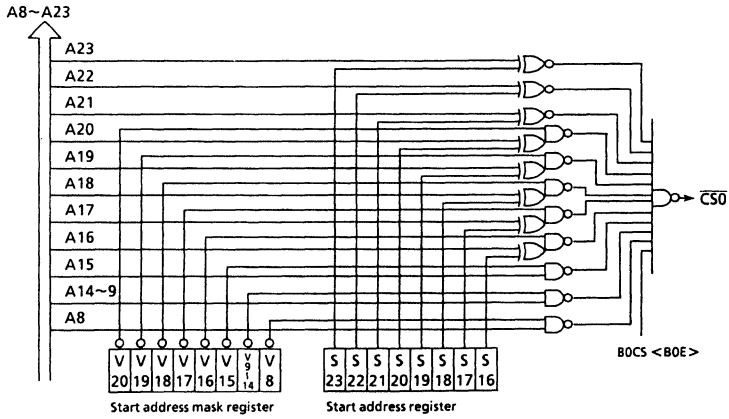 A8~A23
A23
A22
A21
A20
A19
A18
A17
A16
A15
A14~9
A8
CS0
B0CS <B0E>
V 20
V 19
V 18
V 17
V 16
V 15
V 9~14
V 8
S 23
S 22
S 21
S 20
S 19
S 18
S 17
S 16
Start address mask register
Start address register